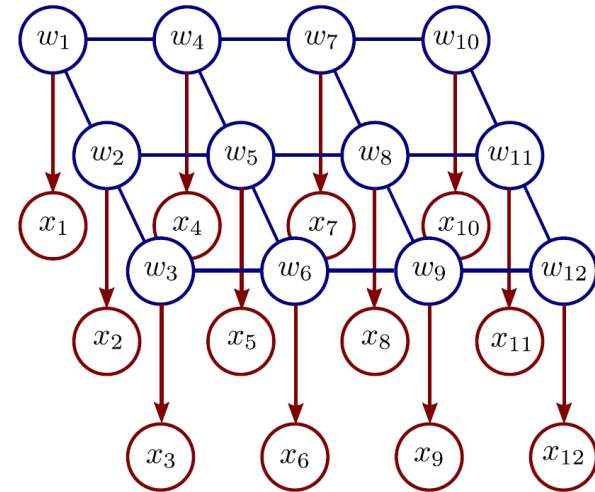 w₁ w₄ w₇ w₁₀
w₂ w₅ w₈ w₁₁
x₁ x₄ x₇ x₁₀
w₃ w₆ w₉ w₁₂
x₂ x₅ x₈ x₁₁
x₃ x₆ x₉ x₁₂